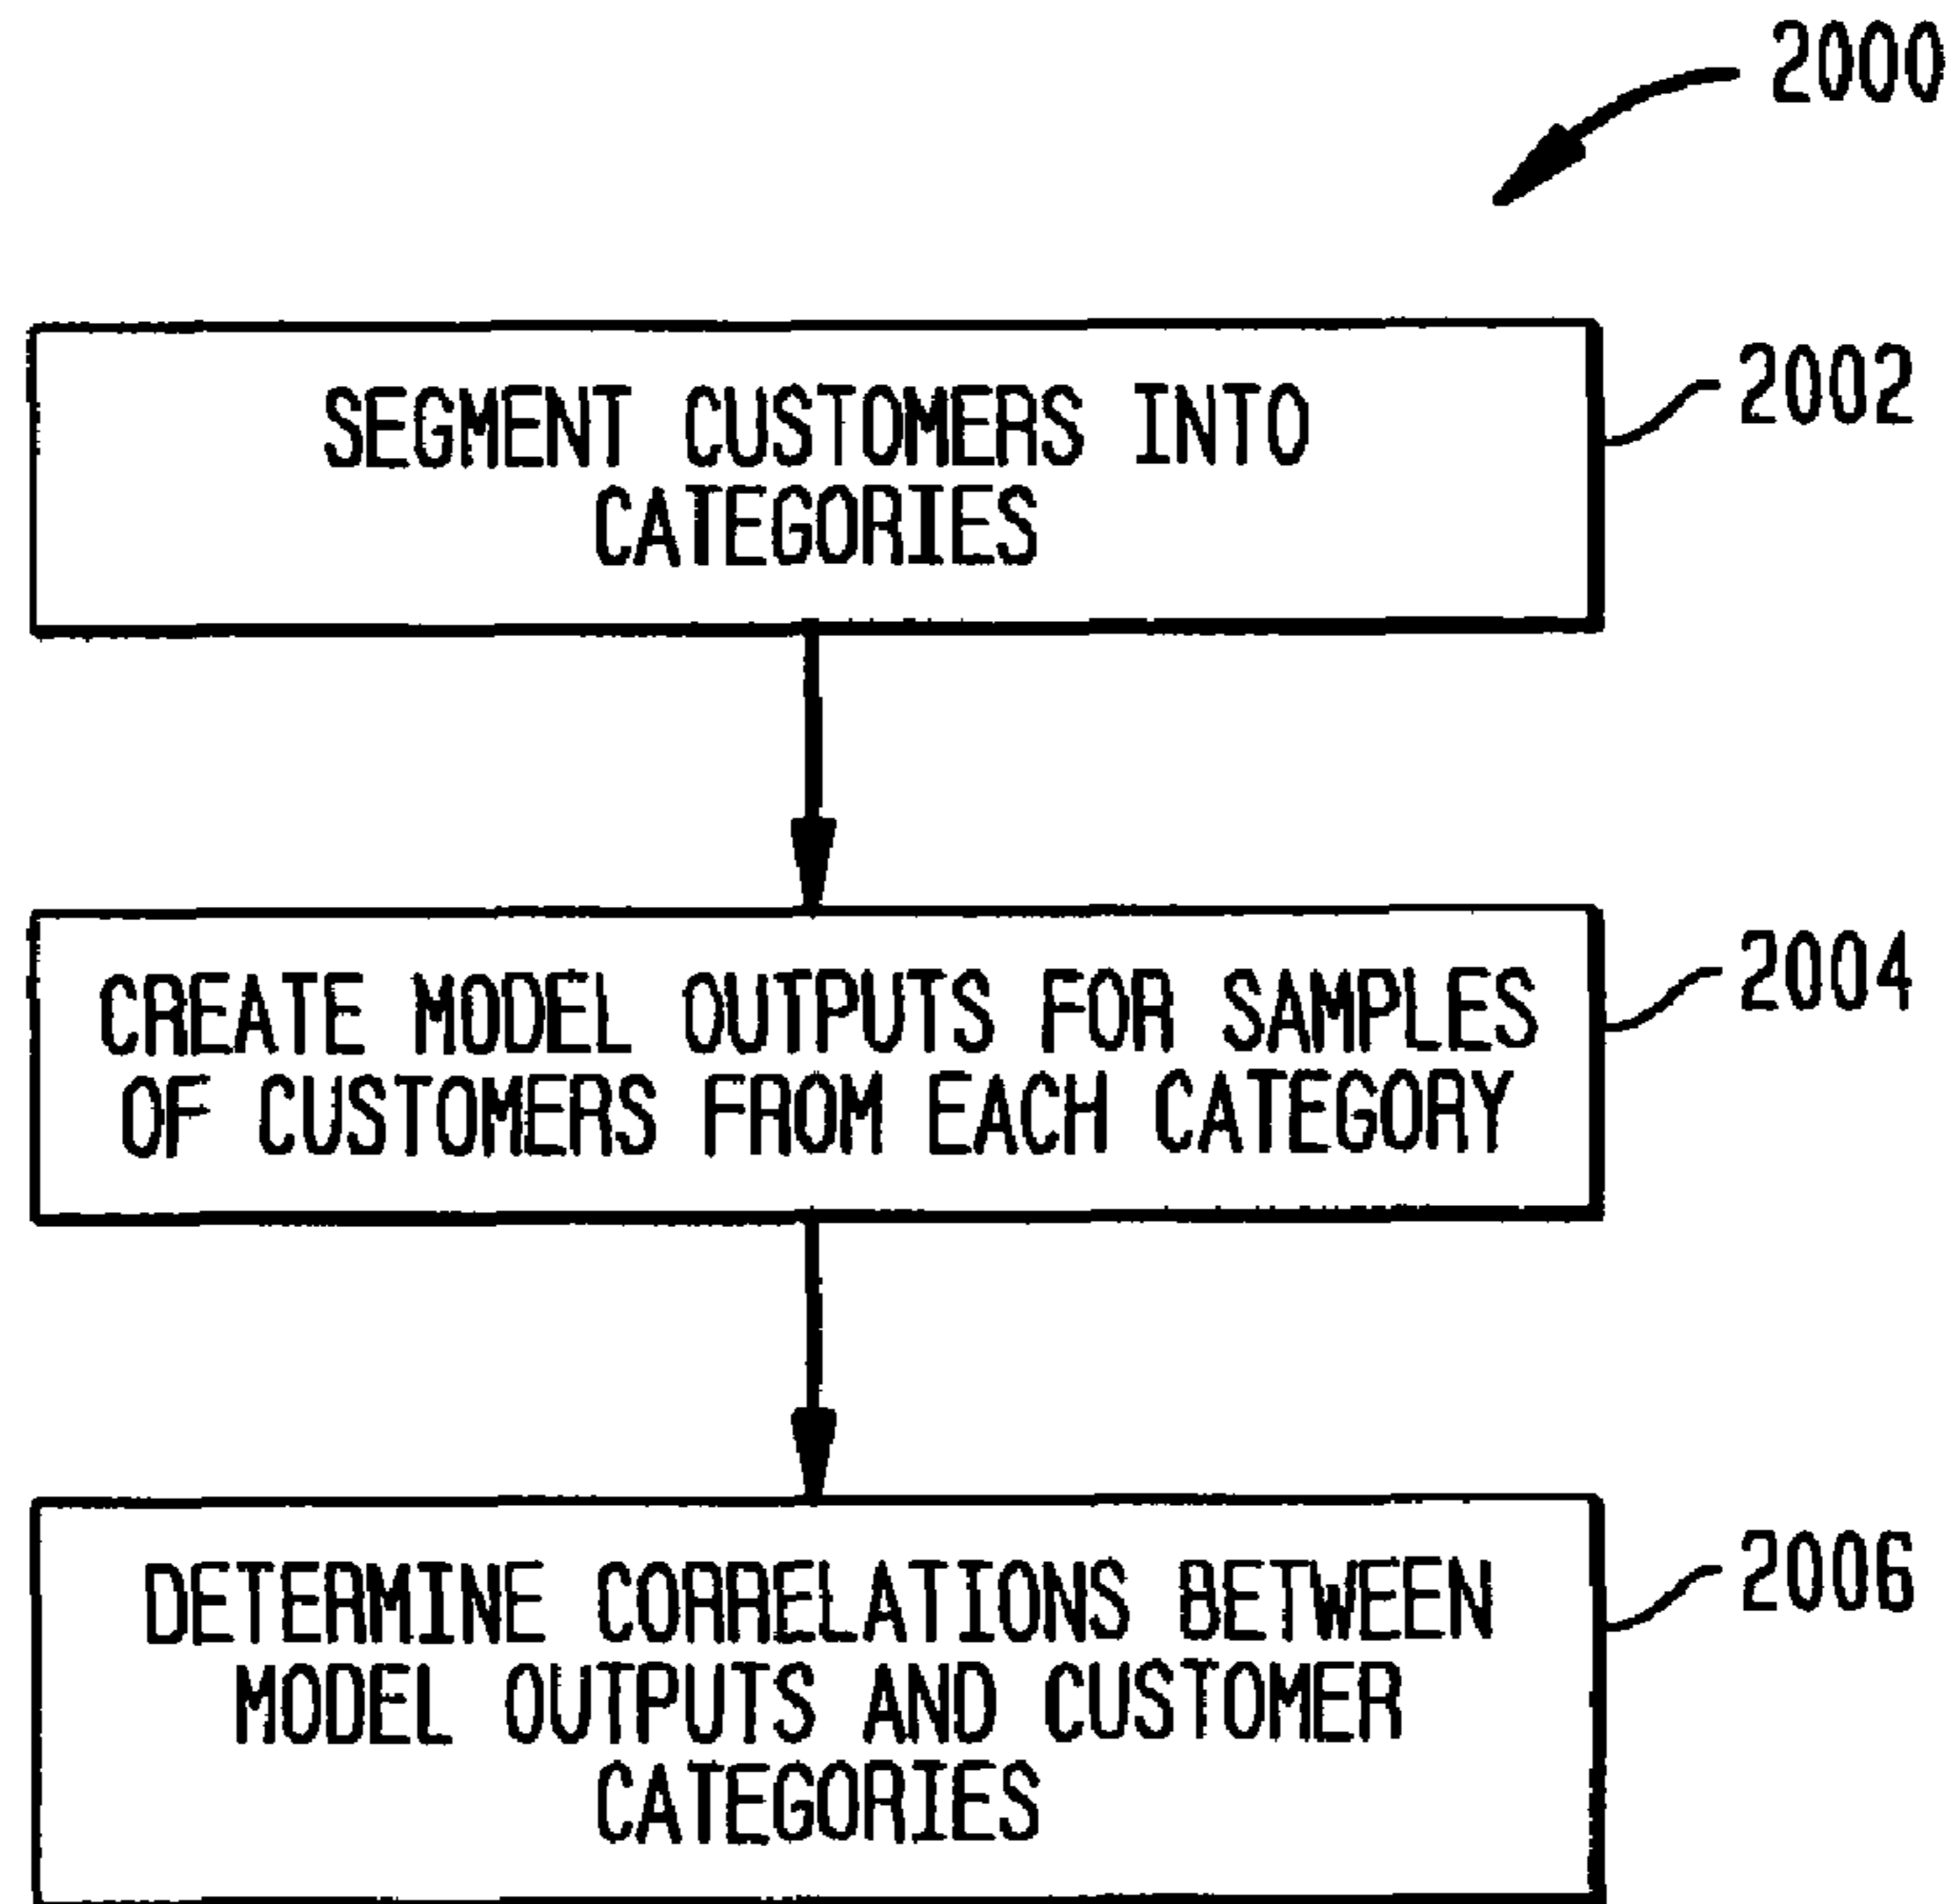 2000
SEGMENT CUSTOMERS INTO
CATEGORIES
2002
CREATE MODEL OUTPUTS FOR SAMPLES
OF CUSTOMERS FROM EACH CATEGORY
2004
DETERMINE CORRELATIONS BETWEEN
MODEL OUTPUTS AND CUSTOMER
CATEGORIES
2006